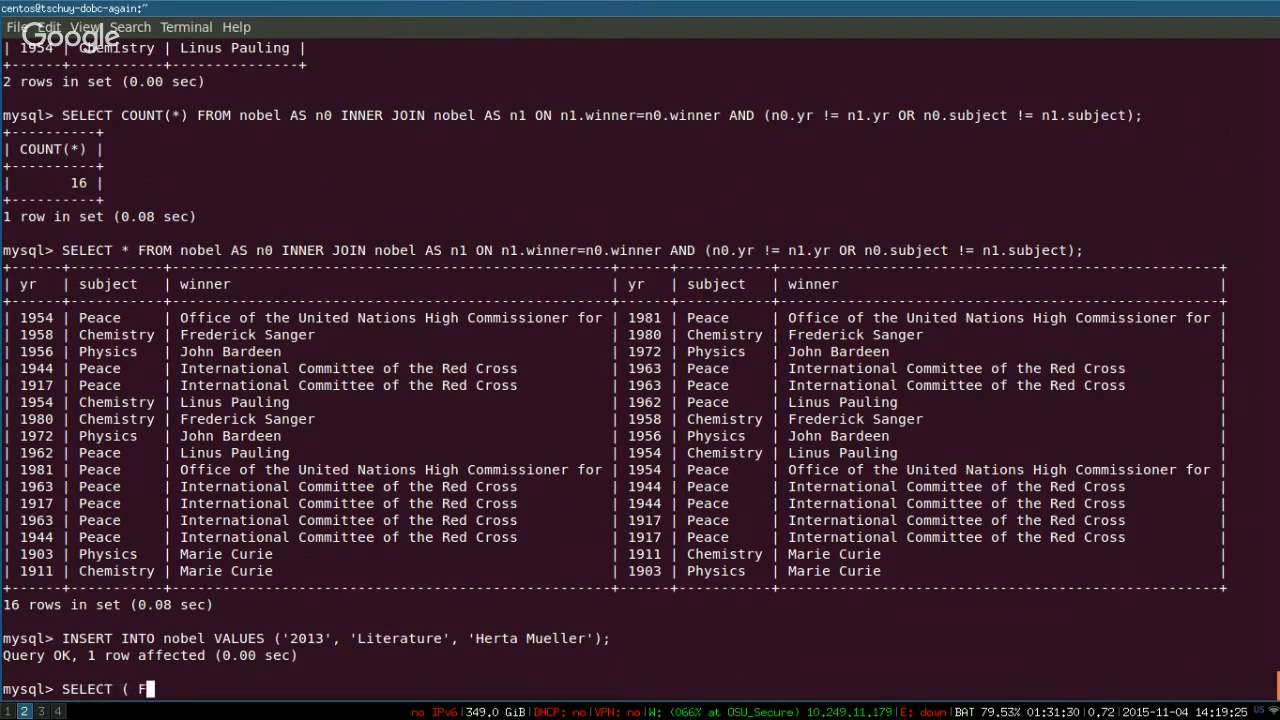 centos@tschuy-dobc-again:~
File Edit View Search Terminal Help
Google
| 1954 | Chemistry | Linus Pauling |
+------+-----------+---------------+
2 rows in set (0.00 sec)
mysql> SELECT COUNT(*) FROM nobel AS n0 INNER JOIN nobel AS n1 ON n1.winner=n0.winner AND (n0.yr != n1.yr OR n0.subject != n1.subject);
+----------+
| COUNT(*) |
+----------+
|       16 |
+----------+
1 row in set (0.08 sec)
mysql> SELECT * FROM nobel AS n0 INNER JOIN nobel AS n1 ON n1.winner=n0.winner AND (n0.yr != n1.yr OR n0.subject != n1.subject);
+------+-----------+---------------------------------------------------+------+-----------+---------------------------------------------------+
| yr | subject | winner | yr | subject | winner |
+------+-----------+---------------------------------------------------+------+-----------+---------------------------------------------------+
| 1954 | Peace | Office of the United Nations High Commissioner for | 1981 | Peace | Office of the United Nations High Commissioner for |
| 1958 | Chemistry | Frederick Sanger | 1980 | Chemistry | Frederick Sanger |
| 1956 | Physics | John Bardeen | 1972 | Physics | John Bardeen |
| 1944 | Peace | International Committee of the Red Cross | 1963 | Peace | International Committee of the Red Cross |
| 1917 | Peace | International Committee of the Red Cross | 1963 | Peace | International Committee of the Red Cross |
| 1954 | Chemistry | Linus Pauling | 1962 | Peace | Linus Pauling |
| 1980 | Chemistry | Frederick Sanger | 1958 | Chemistry | Frederick Sanger |
| 1972 | Physics | John Bardeen | 1956 | Physics | John Bardeen |
| 1962 | Peace | Linus Pauling | 1954 | Chemistry | Linus Pauling |
| 1981 | Peace | Office of the United Nations High Commissioner for | 1954 | Peace | Office of the United Nations High Commissioner for |
| 1963 | Peace | International Committee of the Red Cross | 1944 | Peace | International Committee of the Red Cross |
| 1917 | Peace | International Committee of the Red Cross | 1944 | Peace | International Committee of the Red Cross |
| 1963 | Peace | International Committee of the Red Cross | 1917 | Peace | International Committee of the Red Cross |
| 1944 | Peace | International Committee of the Red Cross | 1917 | Peace | International Committee of the Red Cross |
| 1903 | Physics | Marie Curie | 1911 | Chemistry | Marie Curie |
| 1911 | Chemistry | Marie Curie | 1903 | Physics | Marie Curie |
+------+-----------+---------------------------------------------------+------+-----------+---------------------------------------------------+
16 rows in set (0.08 sec)
mysql> INSERT INTO nobel VALUES ('2013', 'Literature', 'Herta Mueller');
Query OK, 1 row affected (0.00 sec)
mysql> SELECT ( F
1 2 3 4 no IPv6|349.0 GiB|DHCP: no|VPN: no|W: (066% at OSU_Secure) 10.249.11.179|E: down|BAT 79.53% 01:31:30|0.72|2015-11-04 14:19:25 US